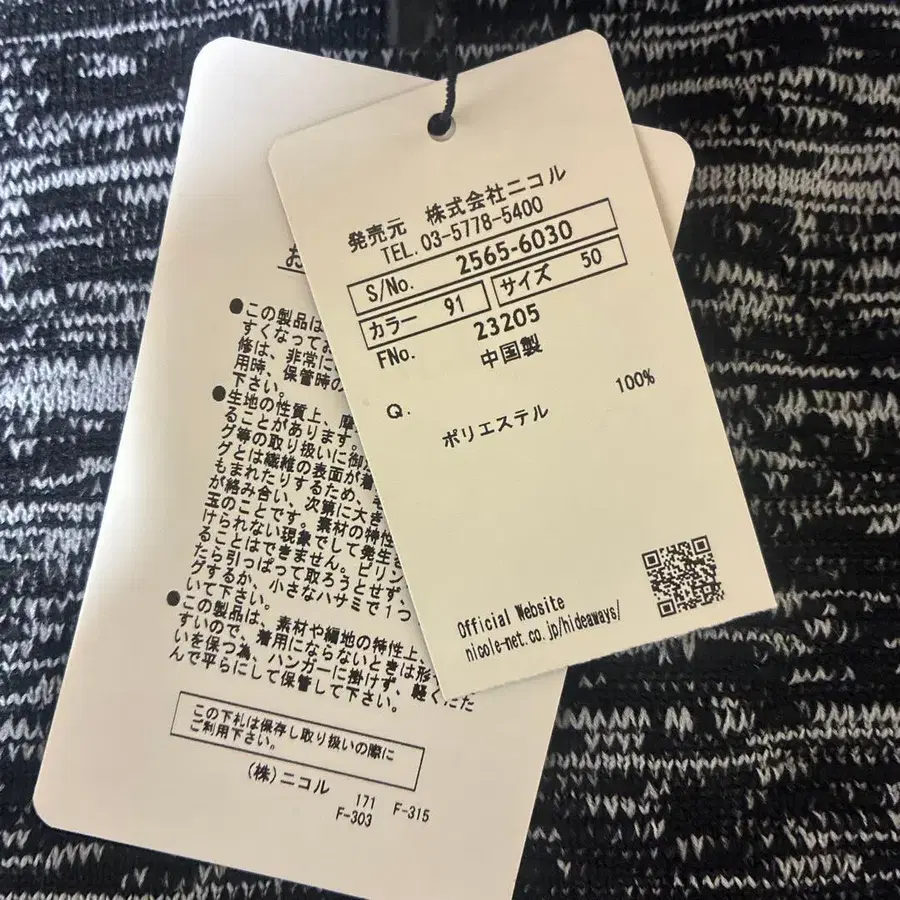 発売元 株式会社ニコル
TEL.03-5778-5400
S/No. 2565-6030
カラー 91 サイズ 50
FNo. 23205
中国製
Q.
ポリエステル 100%
Official Website
nicole-net.co.jp/hideaways/
お
●この製品は
すくなってお
修は、非常に
用時、保管時の
下さい。
●生地の性質上、摩
ることがあります。
グ等の取り扱いに御
グとは繊維の表面が着
もまれたりするため、
が絡み合い、次第に大き
玉のことです。素材の特性
けられない現象でして発生
ることはできません。ピリン
たら引っぱって取ろうとせず、
グするか、小さなハサミで1つ
いて下さい。
●この製品は、素材や編地の特性上、
すいので、着用にならないときは形
いを保つ為、ハンガーに掛けず、軽くたた
んで平らにして保管して下さい。
この下札は保存し取り扱いの際に
ご利用下さい。
(株)ニコル
171 F-315
F-303